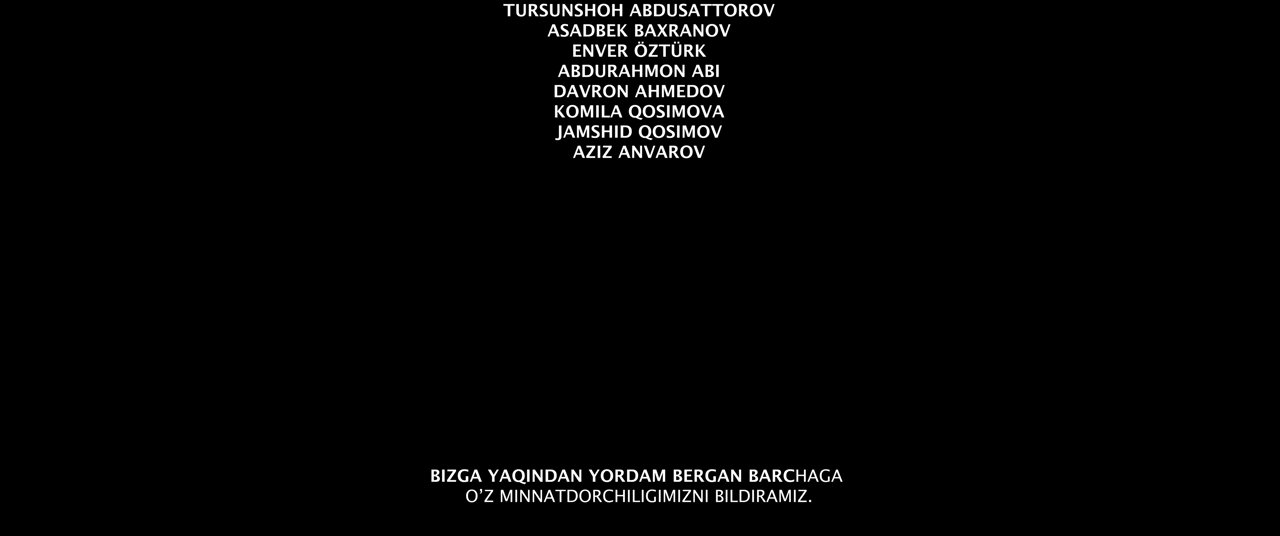 TURSUNSHOH ABDUSATTOROV
ASADBEK BAXRANOV
ENVER ÖZTÜRK
ABDURAHMON ABI
DAVRON AHMEDOV
KOMILA QOSIMOVA
JAMSHID QOSIMOV
AZIZ ANVAROV
BIZGA YAQINDAN YORDAM BERGAN BARCHAGA
O’Z MINNATDORCHILIGIMIZNI BILDIRAMIZ.